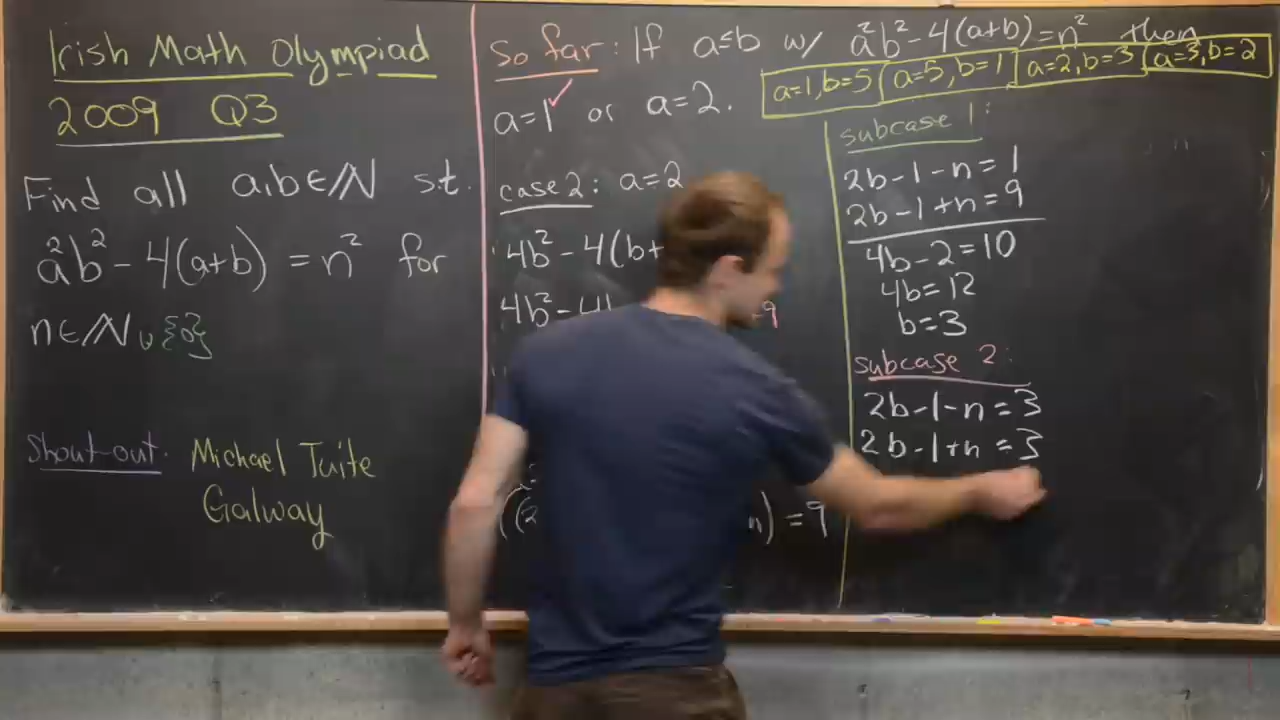 Irish Math Olympiad
2009 Q3
Find all a,b∈ℕ s.t.
a²b² - 4(a+b) = n² for
n∈ℕ∪{0}
Shout-out: Michael Tuite
Galway
So far: If a≤b w/ a²b² - 4(a+b) = n² then
a=1 ✓ or a=2.
a=1, b=5 a=5, b=1 a=2, b=3 a=3, b=2
case 2: a=2
4b² - 4(b+
4b² - 4
9
((2 n) = 9
subcase 1:
2b-1-n=1
2b-1+n=9
4b-2=10
4b=12
b=3
subcase 2:
2b-1-n=3
2b-1+n=3